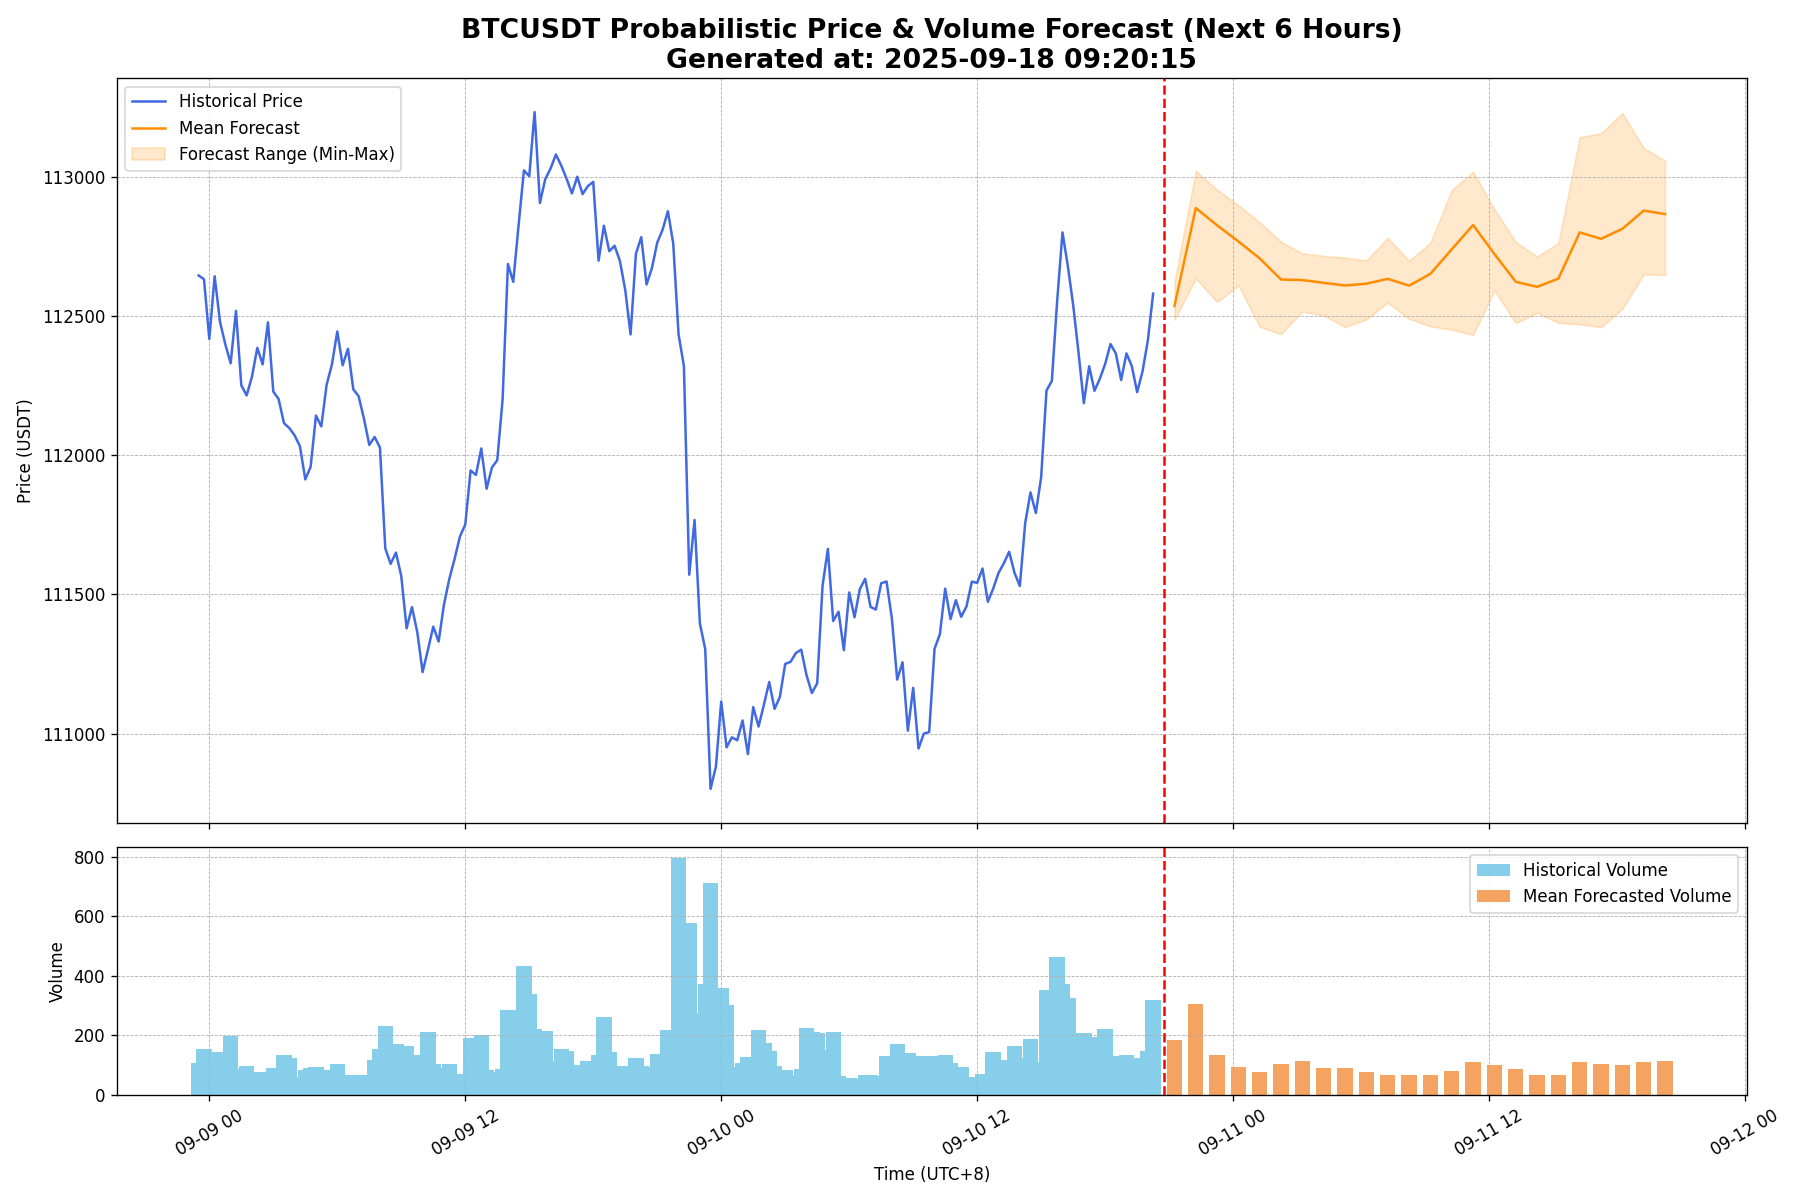 BTCUSDT Probabilistic Price & Volume Forecast (Next 6 Hours)
Generated at: 2025-09-18 09:20:15
Historical Price
Mean Forecast
Forecast Range (Min-Max)
Price (USDT)
113000
112500
112000
111500
111000
Historical Volume
Mean Forecasted Volume
Volume
800
600
400
200
0
09-09 00
09-09 12
09-10 00
09-10 12
09-11 00
09-11 12
09-12 00
Time (UTC+8)